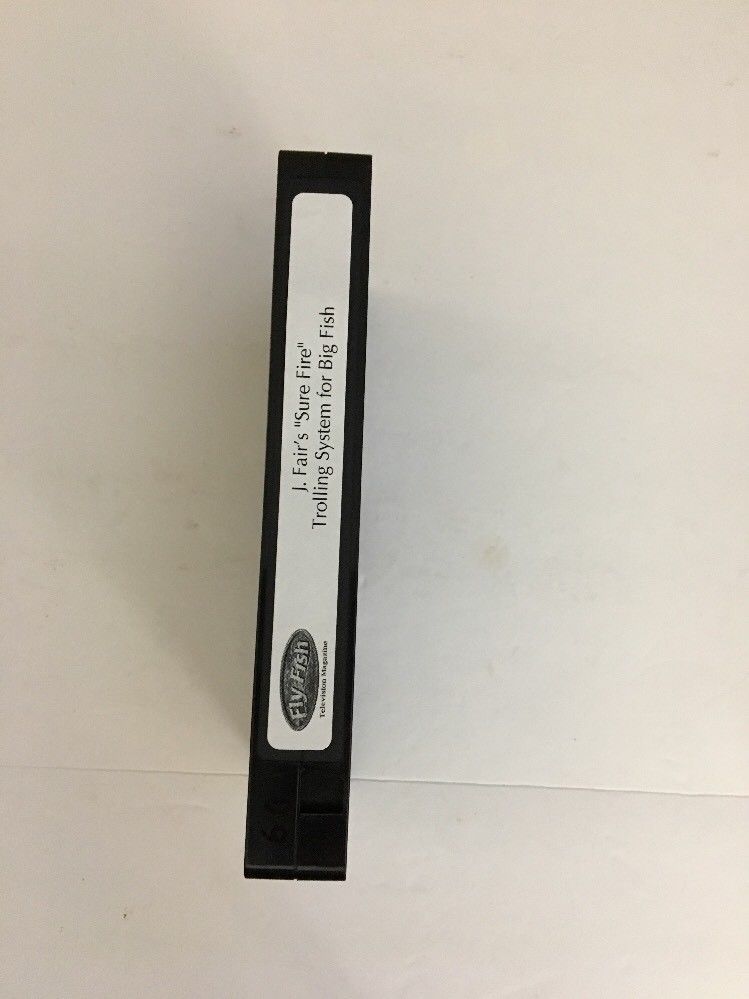 J. Fair's "Sure Fire"
Trolling System for Big Fish
Fly Fish
Television Magazine